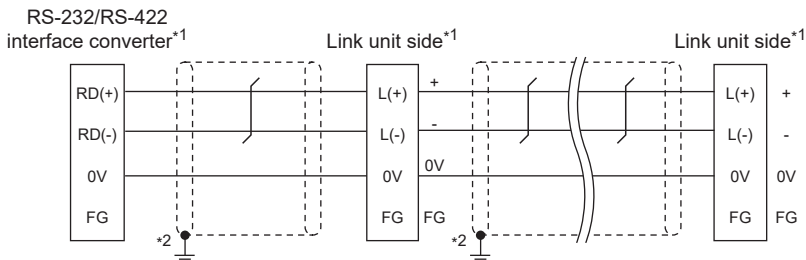 RS-232/RS-422
interface converter*1
Link unit side*1
Link unit side*1
RD(+)
L(+)
+
L(+)
+
RD(-)
L(-)
-
L(-)
-
0V
0V
0V
0V
0V
FG
FG
FG
FG
FG
*2
*2